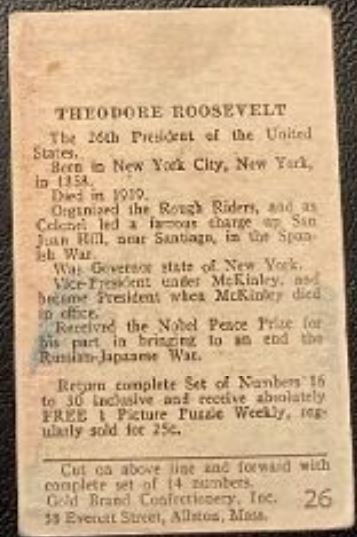 THEODORE ROOSEVELT
The 26th President of the United
States.
Born in New York City, New York,
in 1858.
Died in 1919.
Organized the Rough Riders, and as
Colonel led a famous charge up San
Juan Hill, near Santiago, in the Span-
ish War.
Was Governor state of New York.
Vice-President under McKinley, and
became President when McKinley died
in office.
Received the Nobel Peace Prize for
his part in bringing to an end the
Russian-Japanese War.
Return complete Set of Numbers 16
to 30 inclusive and receive absolutely
FREE 1 Picture Puzzle Weekly, reg-
ularly sold for 25c.
Cut on above line and forward with
complete set of 14 numbers.
Gold Brand Confectionery, Inc.
26
58 Everett Street, Allston, Mass.